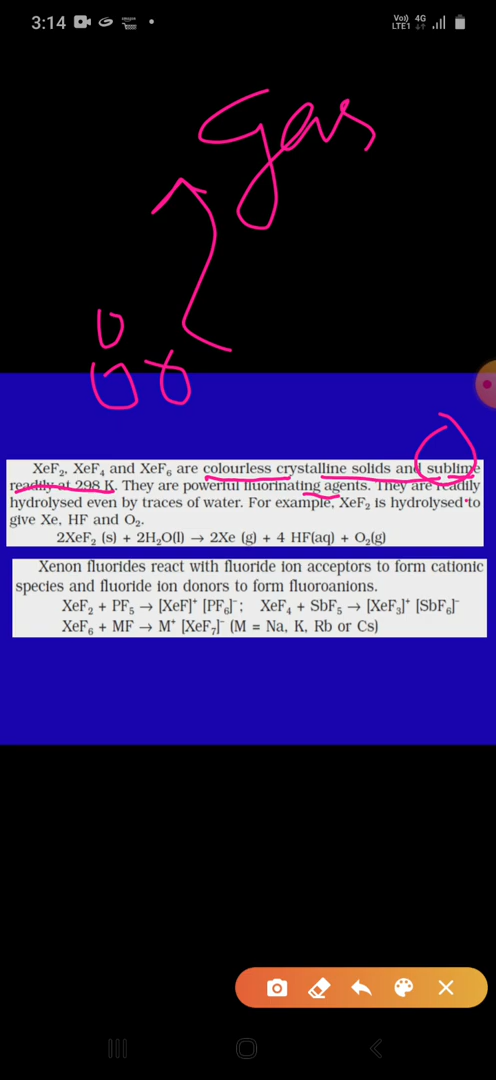 3:14
Vo)) 4G
LTE1 ↓↑
Gas
XeF₂, XeF₄ and XeF₆ are colourless crystalline solids and sublime
readily at 298 K. They are powerful fluorinating agents. They are readily
hydrolysed even by traces of water. For example, XeF₂ is hydrolysed to
give Xe, HF and O₂.
2XeF₂ (s) + 2H₂O(l) → 2Xe (g) + 4 HF(aq) + O₂(g)
Xenon fluorides react with fluoride ion acceptors to form cationic
species and fluoride ion donors to form fluoroanions.
XeF₂ + PF₅ → [XeF]⁺ [PF₆]⁻; XeF₄ + SbF₅ → [XeF₃]⁺ [SbF₆]⁻
XeF₆ + MF → M⁺ [XeF₇]⁻ (M = Na, K, Rb or Cs)